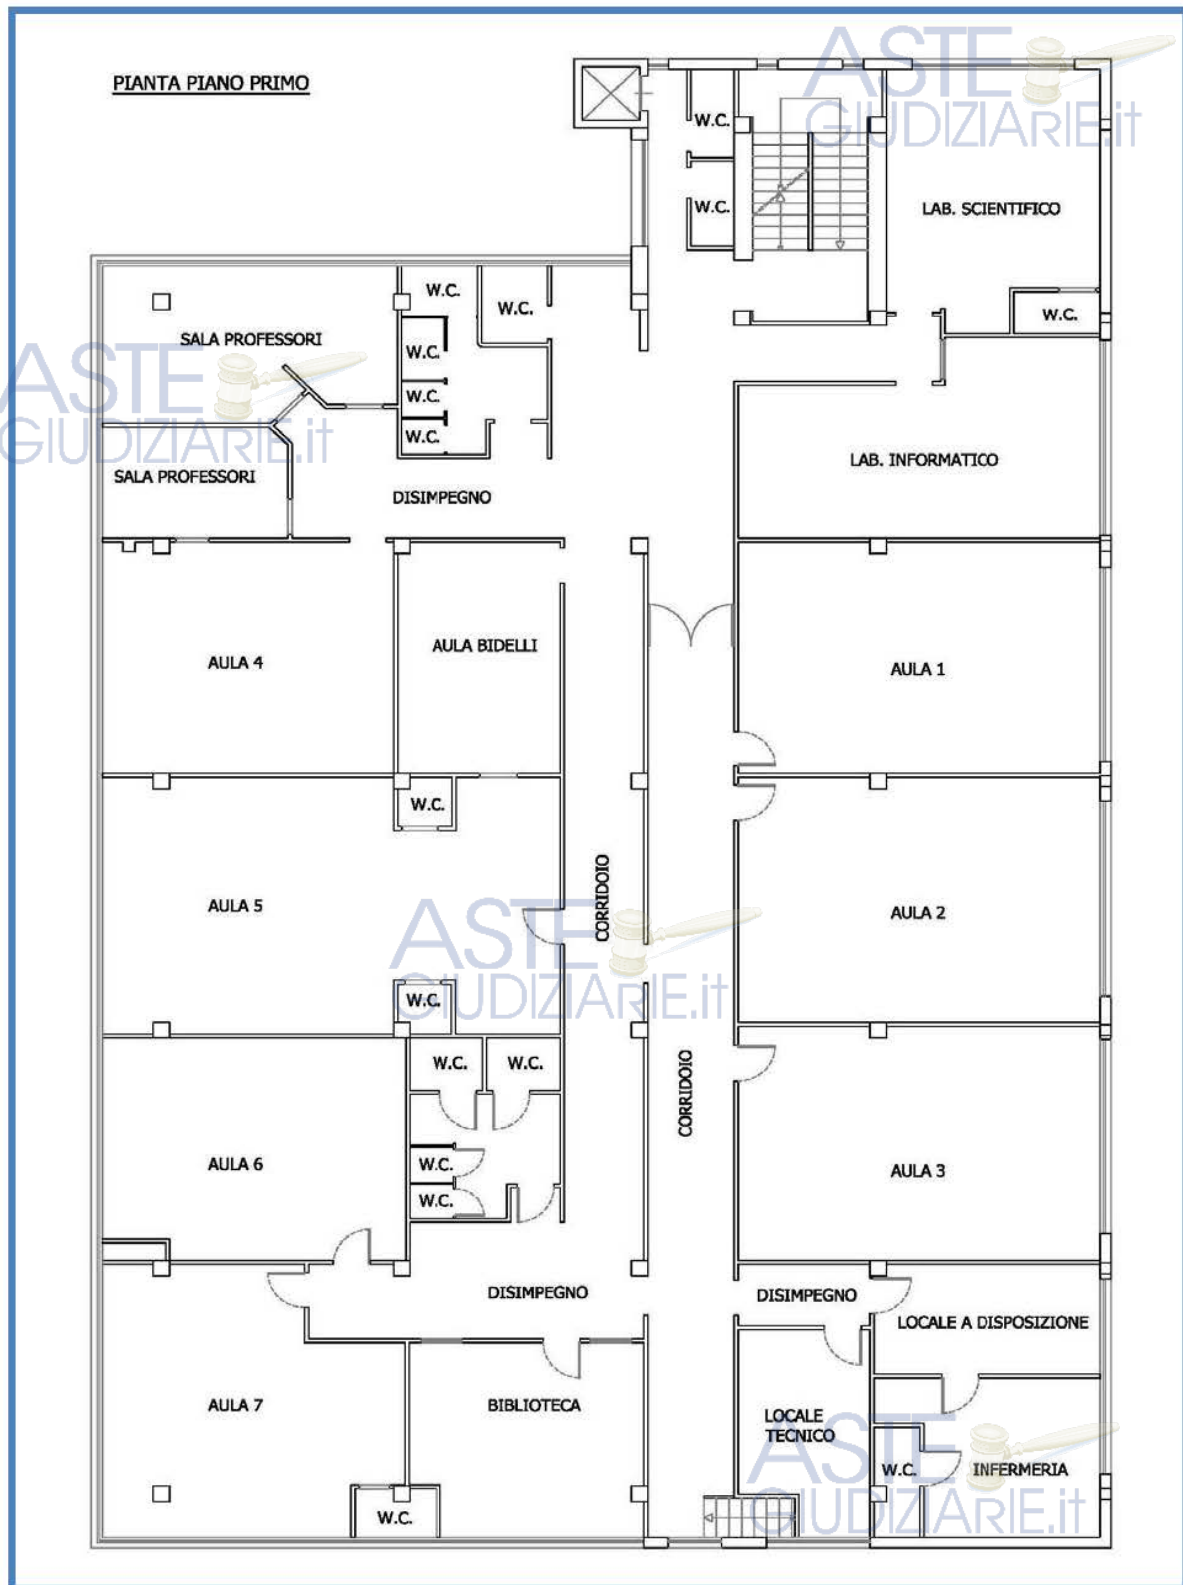 PIANTA PIANO PRIMO
ASTE
GIUDIZIARIE.it
W.C.
W.C.
LAB. SCIENTIFICO
W.C.
W.C.
W.C.
SALA PROFESSORI
W.C.
W.C.
W.C.
ASTE
GIUDIZIARIE.it
SALA PROFESSORI
DISIMPEGNO
LAB. INFORMATICO
AULA 4
AULA BIDELLI
AULA 1
W.C.
AULA 5
CORRIDOIO
AULA 2
ASTE
GIUDIZIARIE.it
W.C.
W.C.
W.C.
CORRIDOIO
AULA 6
W.C.
W.C.
AULA 3
DISIMPEGNO
DISIMPEGNO
LOCALE A DISPOSIZIONE
AULA 7
BIBLIOTECA
LOCALE
TECNICO
ASTE
GIUDIZIARIE.it
W.C.
INFERMERIA
W.C.